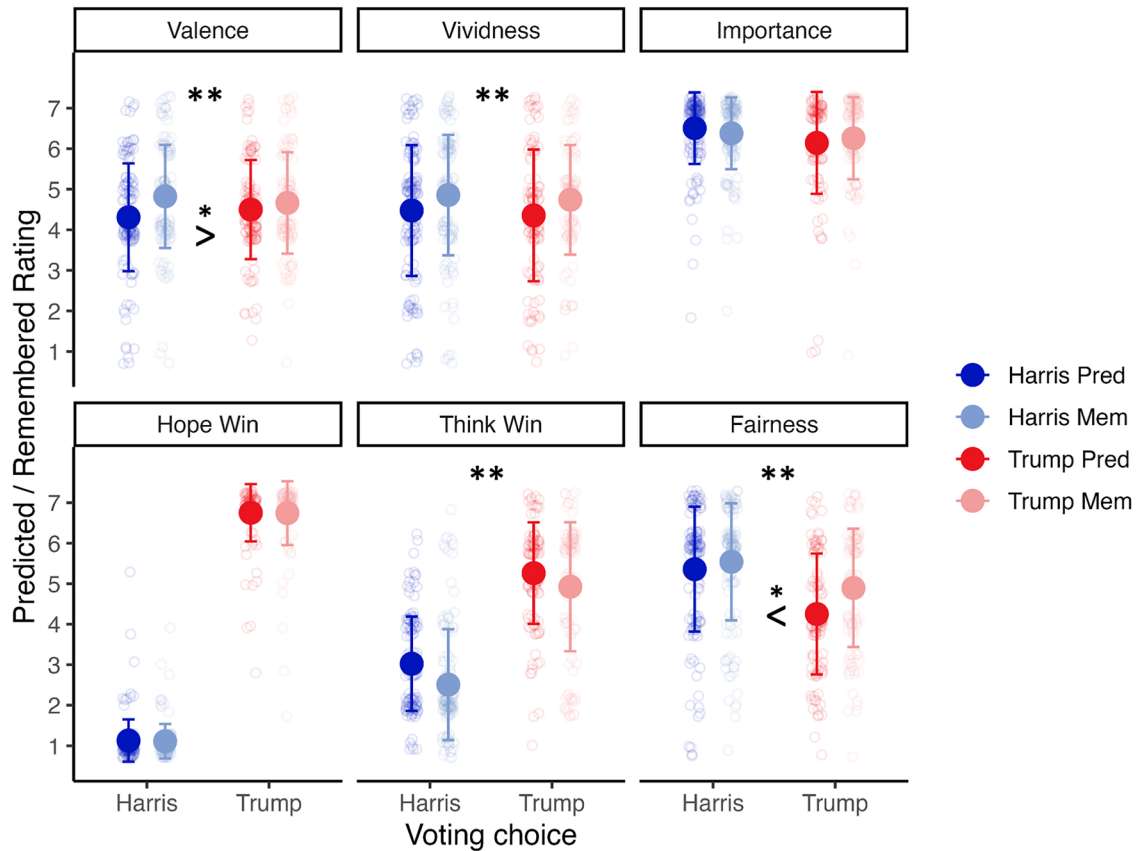 Valence
Vividness
Importance
**
**
7
6
5
4
3
2
1
*
>
Predicted / Remembered Rating
Harris Pred
Harris Mem
Trump Pred
Trump Mem
Hope Win
Think Win
Fairness
**
**
7
6
5
4
3
2
1
*
<
Harris
Trump
Harris
Trump
Harris
Trump
Voting choice